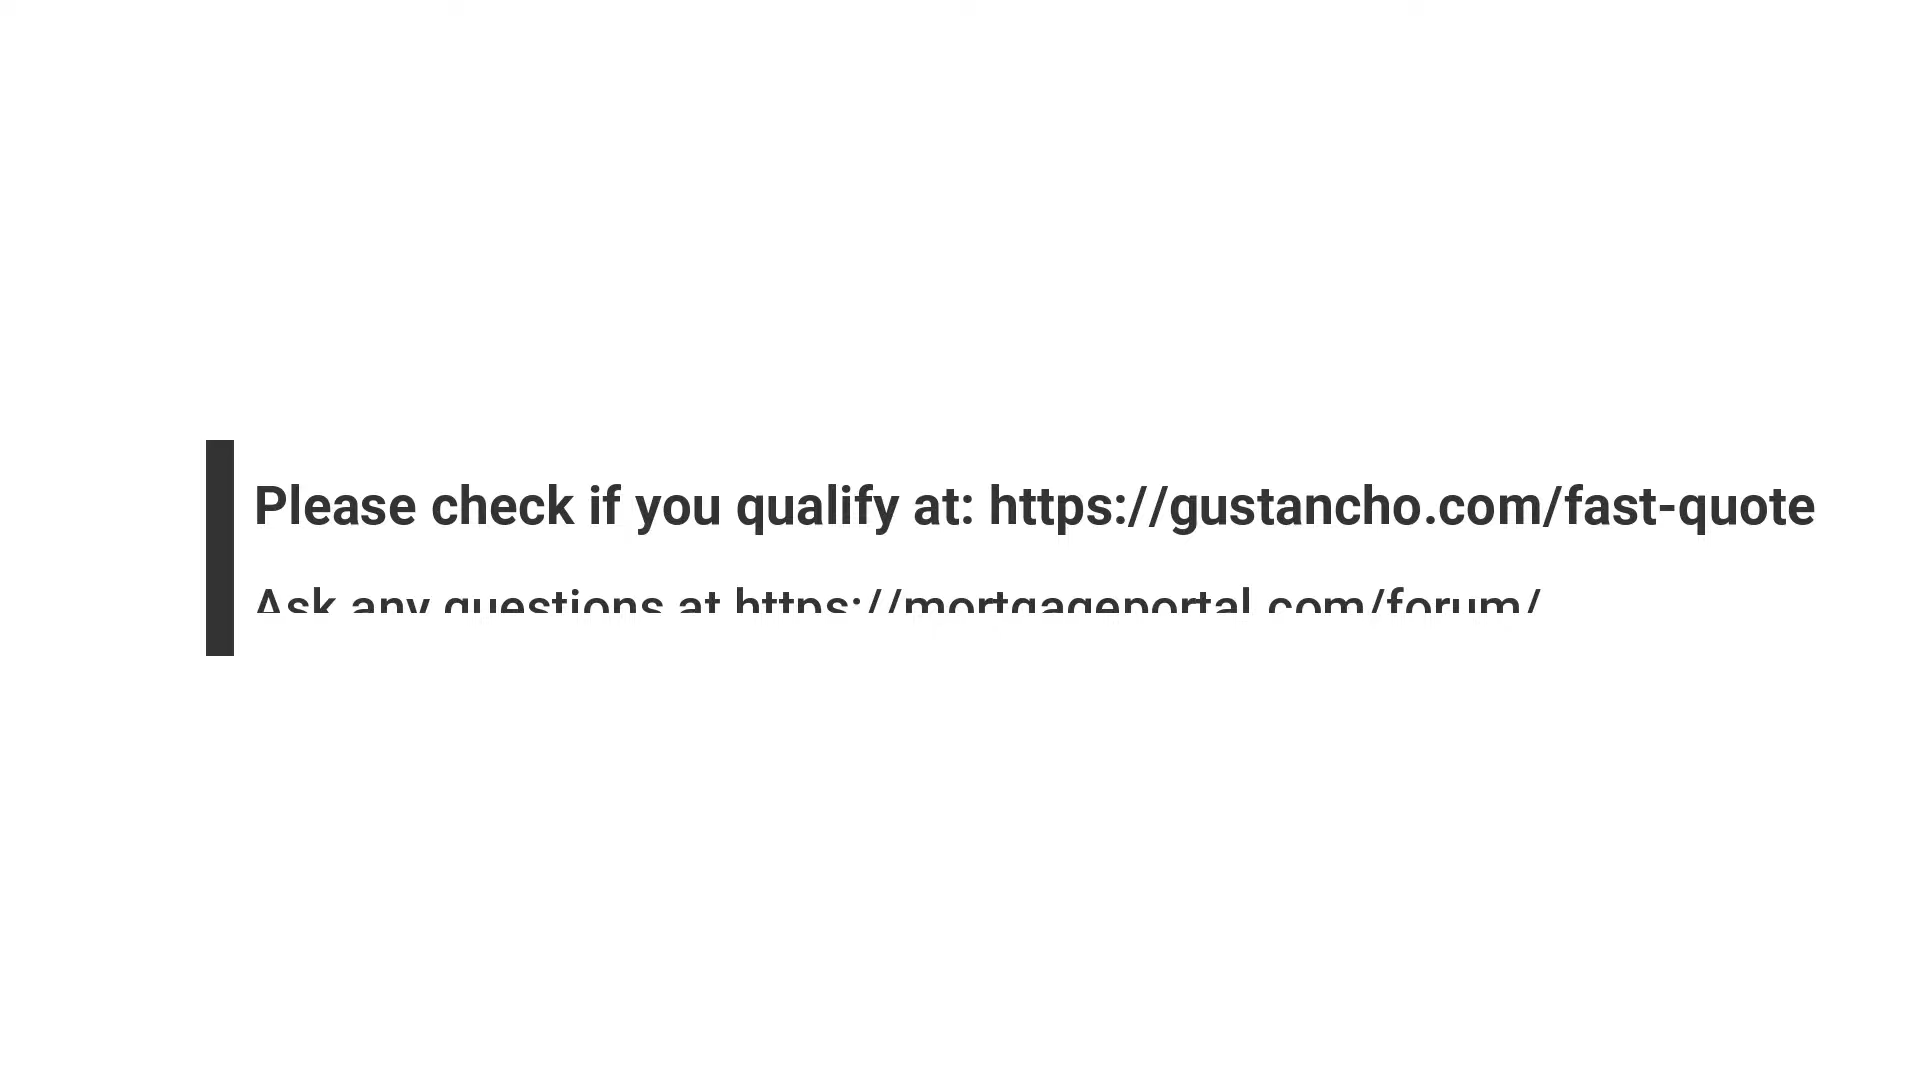 Please check if you qualify at: https://gustancho.com/fast-quote
Ask any questions at https://mortgageportal.com/forum/